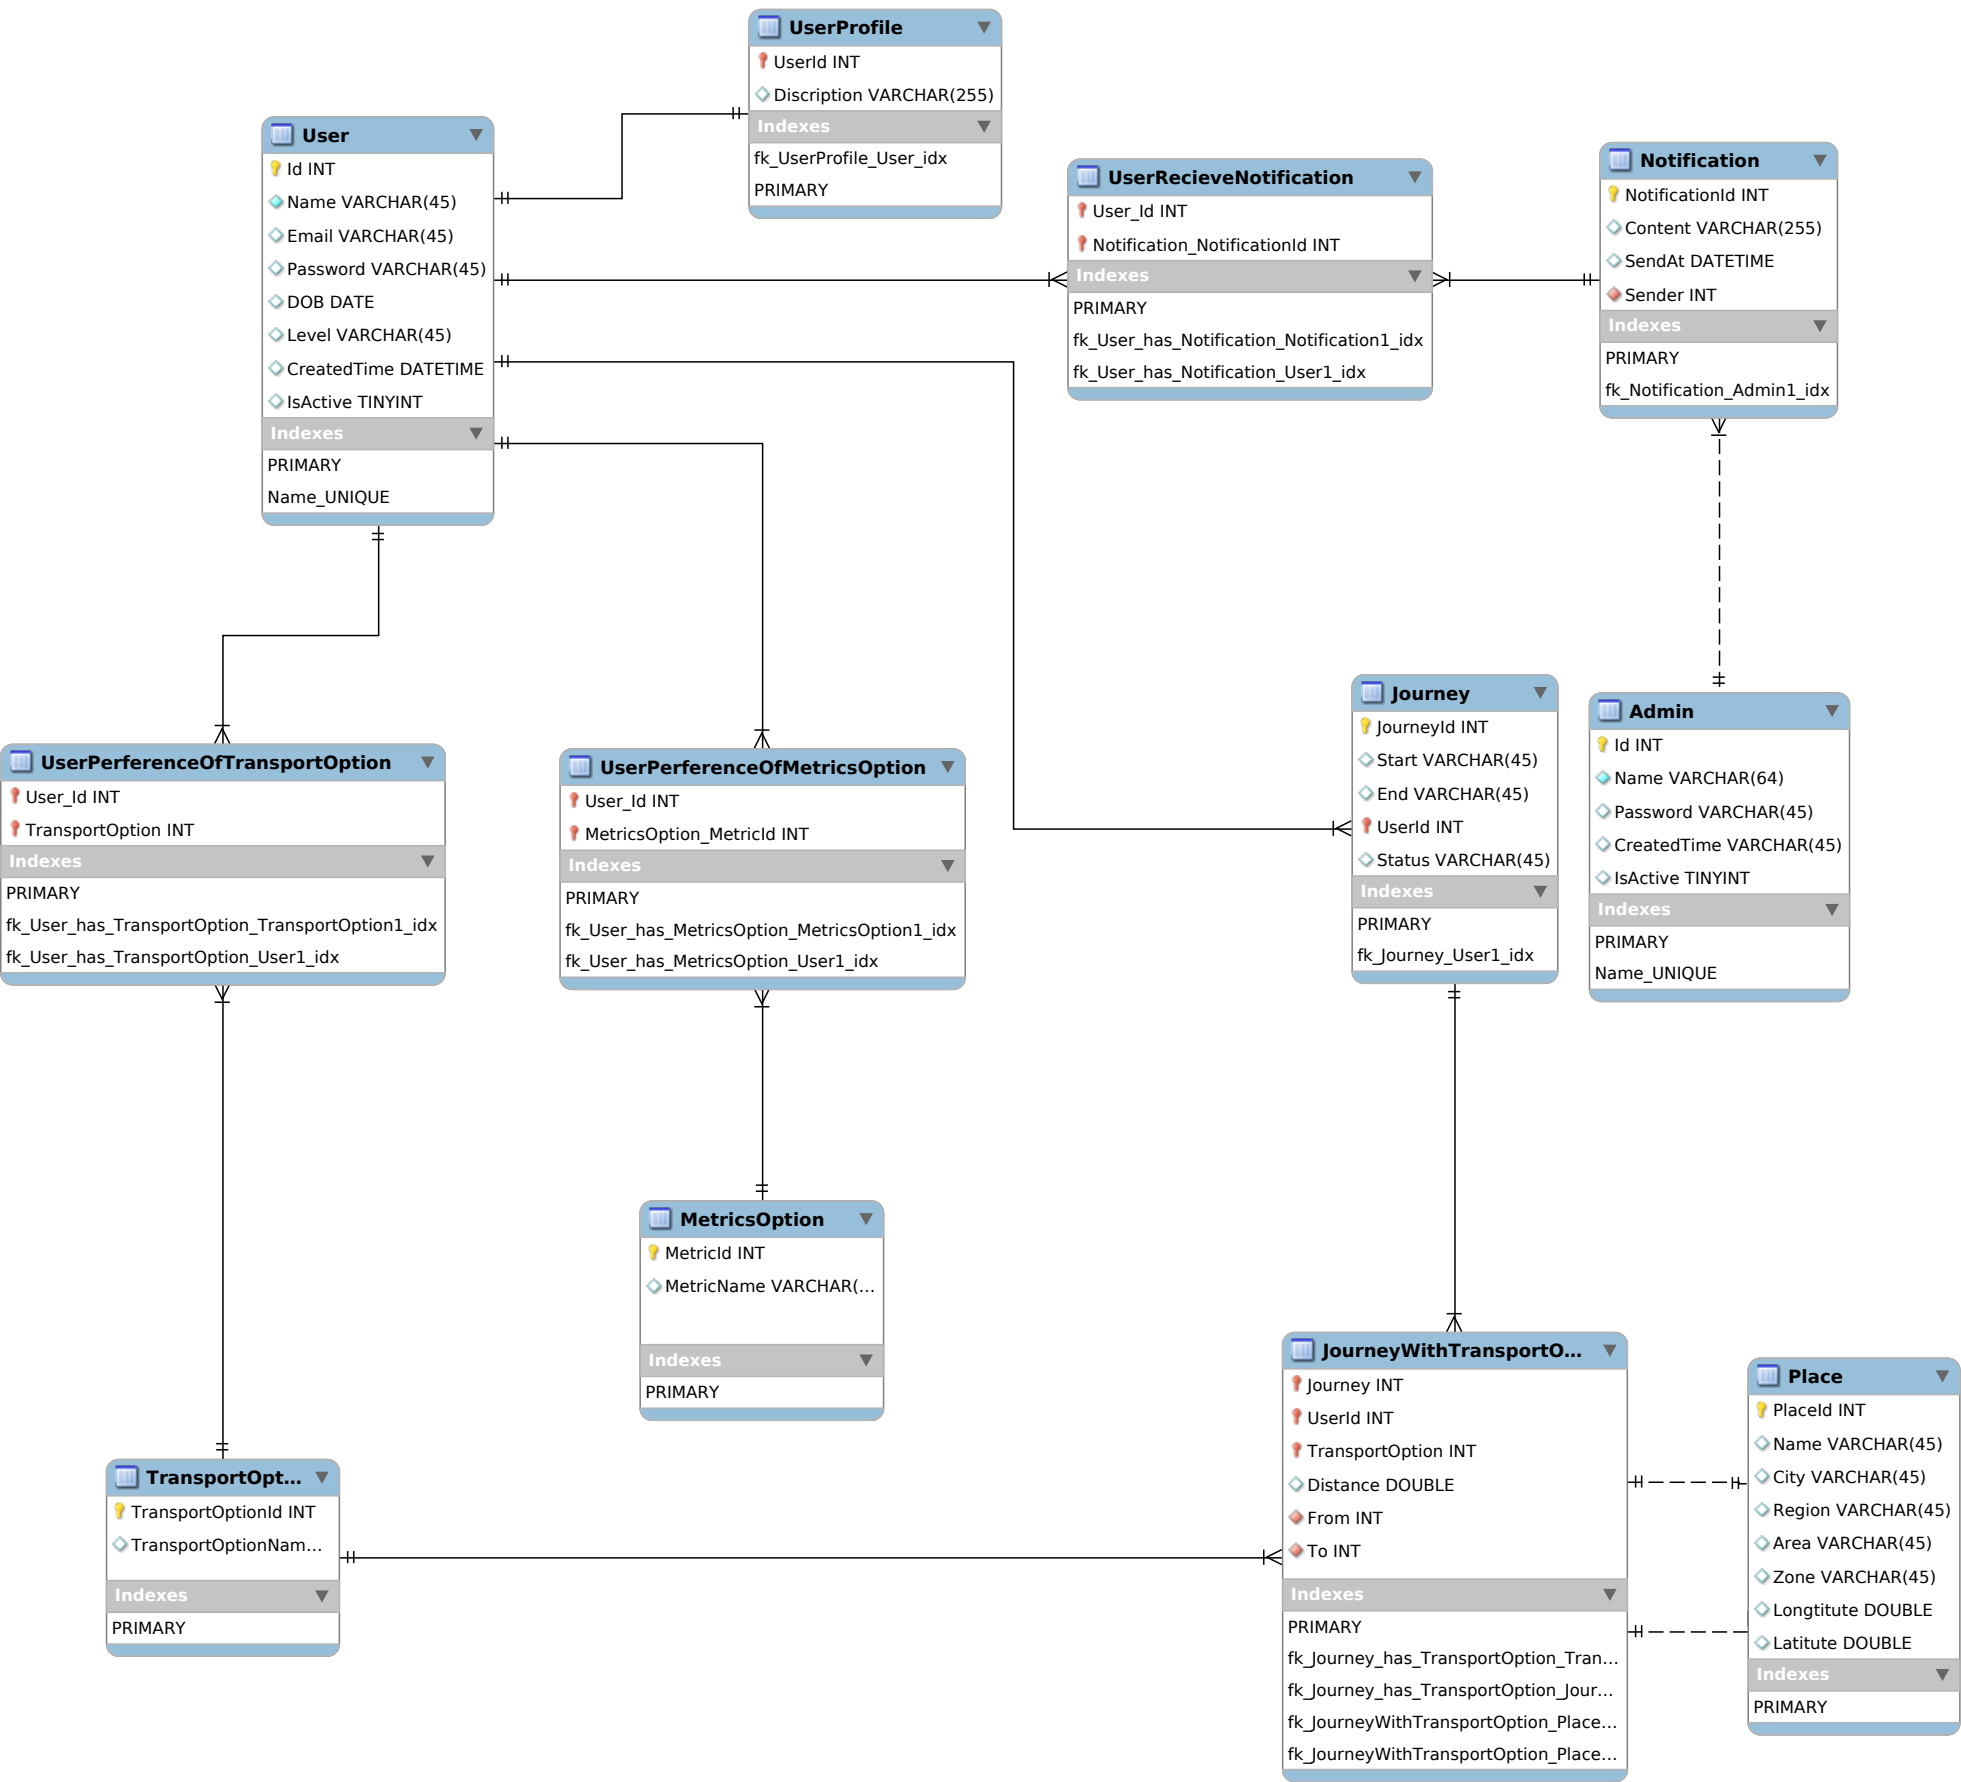 UserProfile
UserId INT
Discription VARCHAR(255)
Indexes
fk_UserProfile_User_idx
PRIMARY
User
Id INT
Name VARCHAR(45)
Email VARCHAR(45)
Password VARCHAR(45)
DOB DATE
Level VARCHAR(45)
CreatedTime DATETIME
IsActive TINYINT
Indexes
PRIMARY
Name_UNIQUE
UserRecieveNotification
User_Id INT
Notification_NotificationId INT
Indexes
PRIMARY
fk_User_has_Notification_Notification1_idx
fk_User_has_Notification_User1_idx
Notification
NotificationId INT
Content VARCHAR(255)
SendAt DATETIME
Sender INT
Indexes
PRIMARY
fk_Notification_Admin1_idx
UserPerferenceOfTransportOption
User_Id INT
TransportOption INT
Indexes
PRIMARY
fk_User_has_TransportOption_TransportOption1_idx
fk_User_has_TransportOption_User1_idx
UserPerferenceOfMetricsOption
User_Id INT
MetricsOption_MetricId INT
Indexes
PRIMARY
fk_User_has_MetricsOption_MetricsOption1_idx
fk_User_has_MetricsOption_User1_idx
Journey
JourneyId INT
Start VARCHAR(45)
End VARCHAR(45)
UserId INT
Status VARCHAR(45)
Indexes
PRIMARY
fk_Journey_User1_idx
Admin
Id INT
Name VARCHAR(64)
Password VARCHAR(45)
CreatedTime VARCHAR(45)
IsActive TINYINT
Indexes
PRIMARY
Name_UNIQUE
MetricsOption
MetricId INT
MetricName VARCHAR(...
Indexes
PRIMARY
TransportOpt...
TransportOptionId INT
TransportOptionNam...
Indexes
PRIMARY
JourneyWithTransportO...
Journey INT
UserId INT
TransportOption INT
Distance DOUBLE
From INT
To INT
Indexes
PRIMARY
fk_Journey_has_TransportOption_Tran...
fk_Journey_has_TransportOption_Jour...
fk_JourneyWithTransportOption_Place...
fk_JourneyWithTransportOption_Place...
Place
PlaceId INT
Name VARCHAR(45)
City VARCHAR(45)
Region VARCHAR(45)
Area VARCHAR(45)
Zone VARCHAR(45)
Longtitute DOUBLE
Latitute DOUBLE
Indexes
PRIMARY